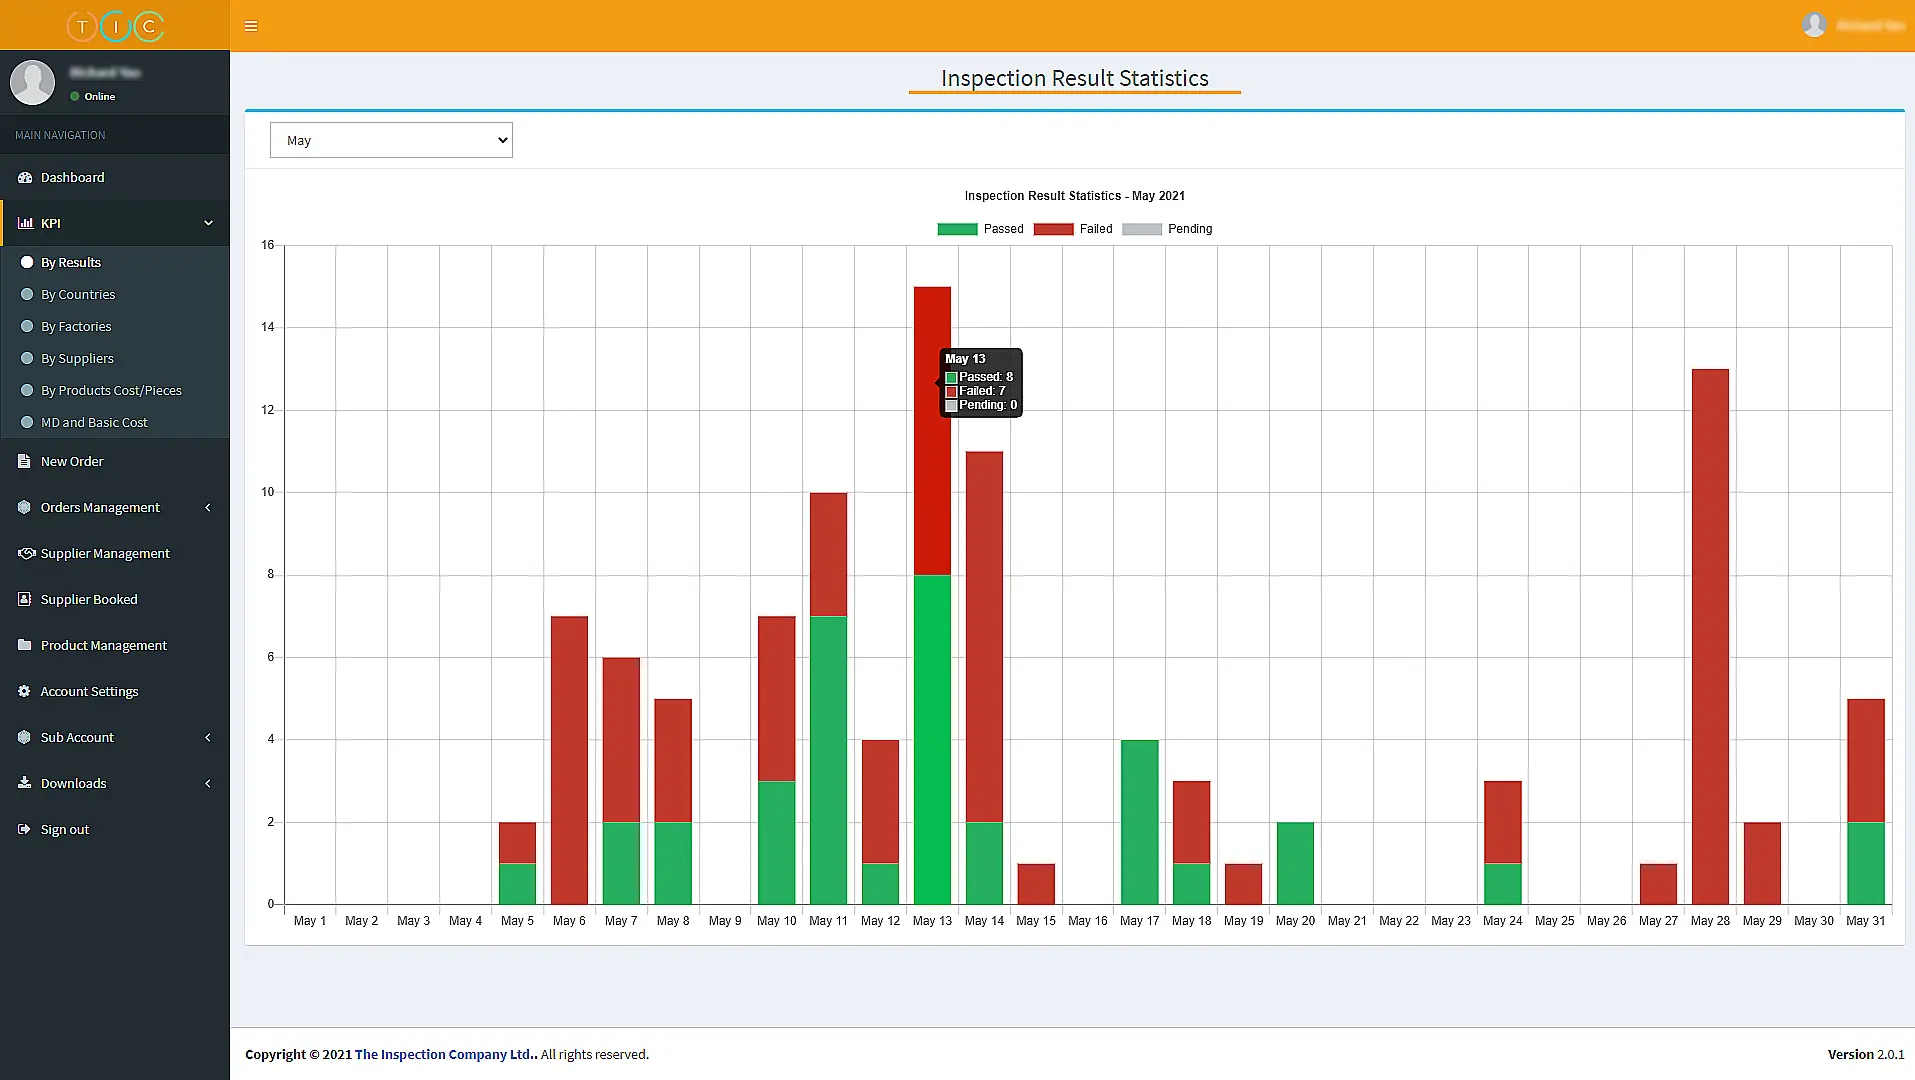 TIC
Online
MAIN NAVIGATION
Dashboard
KPI
By Results
By Countries
By Factories
By Suppliers
By Products Cost/Pieces
MD and Basic Cost
New Order
Orders Management
Supplier Management
Supplier Booked
Product Management
Account Settings
Sub Account
Downloads
Sign out
Inspection Result Statistics
May
Inspection Result Statistics - May 2021
Passed Failed Pending
16
14
12
10
8
6
4
2
0
May 13
Passed: 8
Failed: 7
Pending: 0
May 1 May 2 May 3 May 4 May 5 May 6 May 7 May 8 May 9 May 10 May 11 May 12 May 13 May 14 May 15 May 16 May 17 May 18 May 19 May 20 May 21 May 22 May 23 May 24 May 25 May 26 May 27 May 28 May 29 May 30 May 31
Copyright © 2021 The Inspection Company Ltd.. All rights reserved.
Version 2.0.1